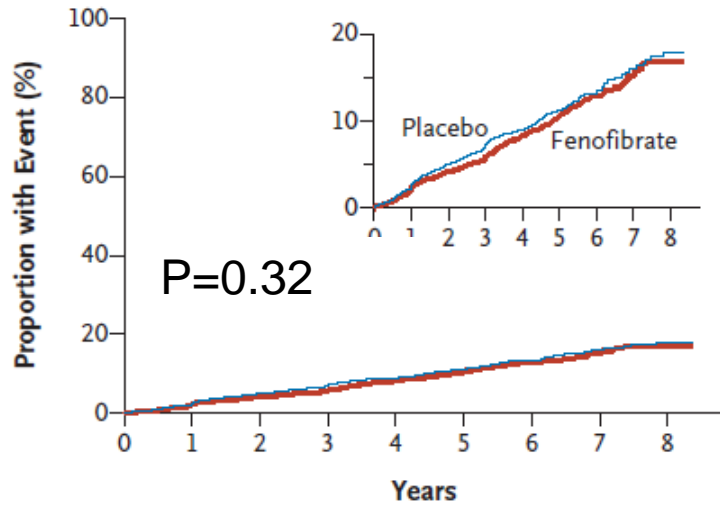 Proportion with Event (%)
100
80
60
40
20
0
0 1 2 3 4 5 6 7 8
Years
P=0.32
20
10
0
Placebo
Fenofibrate
0 1 2 3 4 5 6 7 8